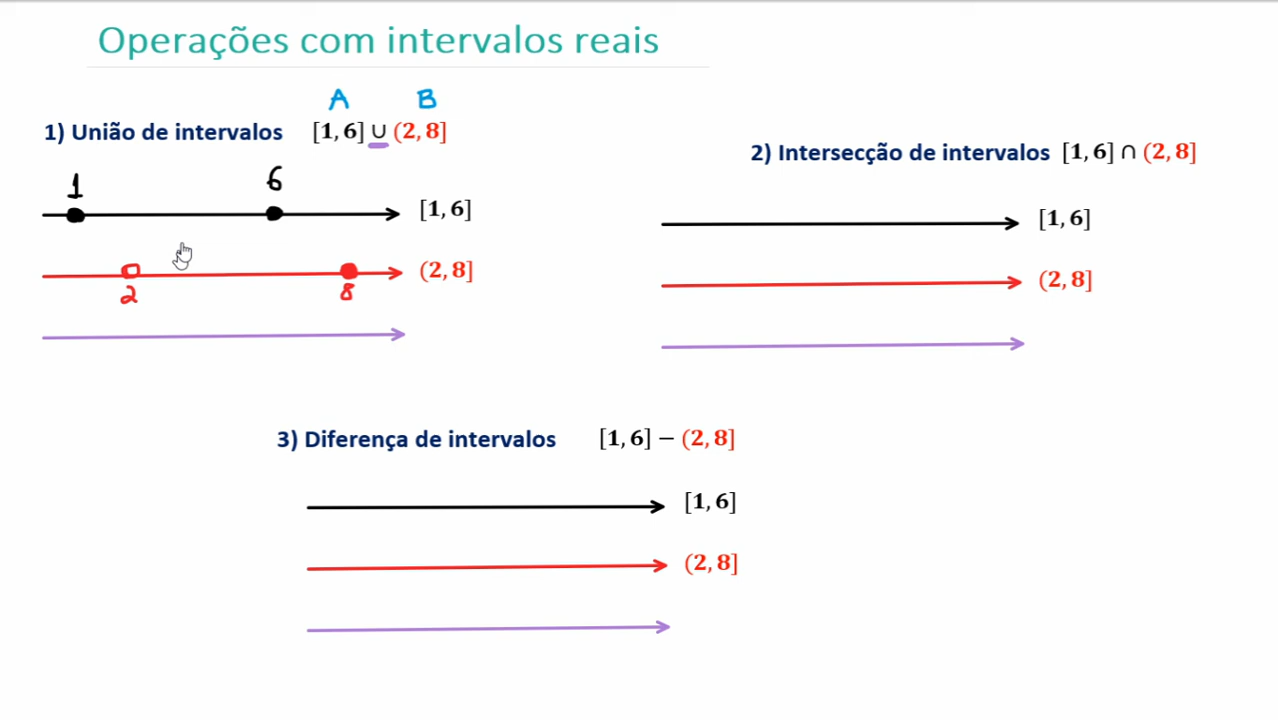 Operações com intervalos reais
A B
1) União de intervalos [1, 6] ∪ (2, 8]
1 6
[1, 6]
(2, 8]
2 8
2) Intersecção de intervalos [1, 6] ∩ (2, 8]
[1, 6]
(2, 8]
3) Diferença de intervalos [1, 6] − (2, 8]
[1, 6]
(2, 8]